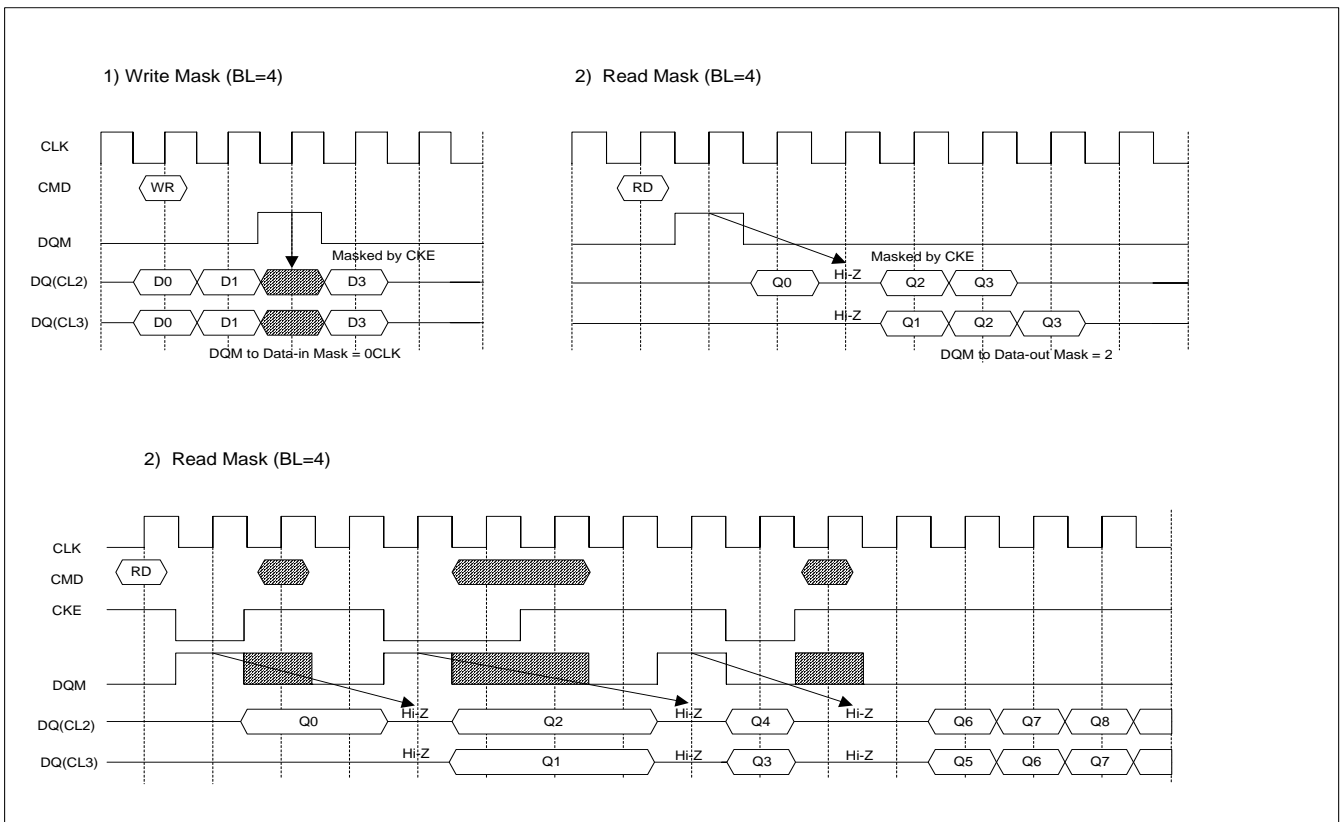 1) Write Mask (BL=4)
2) Read Mask (BL=4)
CLK
CMD
WR
DQM
Masked by CKE
DQ(CL2)
D0 D1 D3
DQ(CL3)
D0 D1 D3
DQM to Data-in Mask = 0CLK
RD
Masked by CKE
Hi-Z
Q0 Q2 Q3
Hi-Z
Q1 Q2 Q3
DQM to Data-out Mask = 2
2) Read Mask (BL=4)
CLK
CMD
RD
CKE
DQM
DQ(CL2)
Q0 Hi-Z Q2 Hi-Z Q4 Hi-Z Q6 Q7 Q8
DQ(CL3)
Hi-Z Q1 Hi-Z Q3 Hi-Z Q5 Q6 Q7